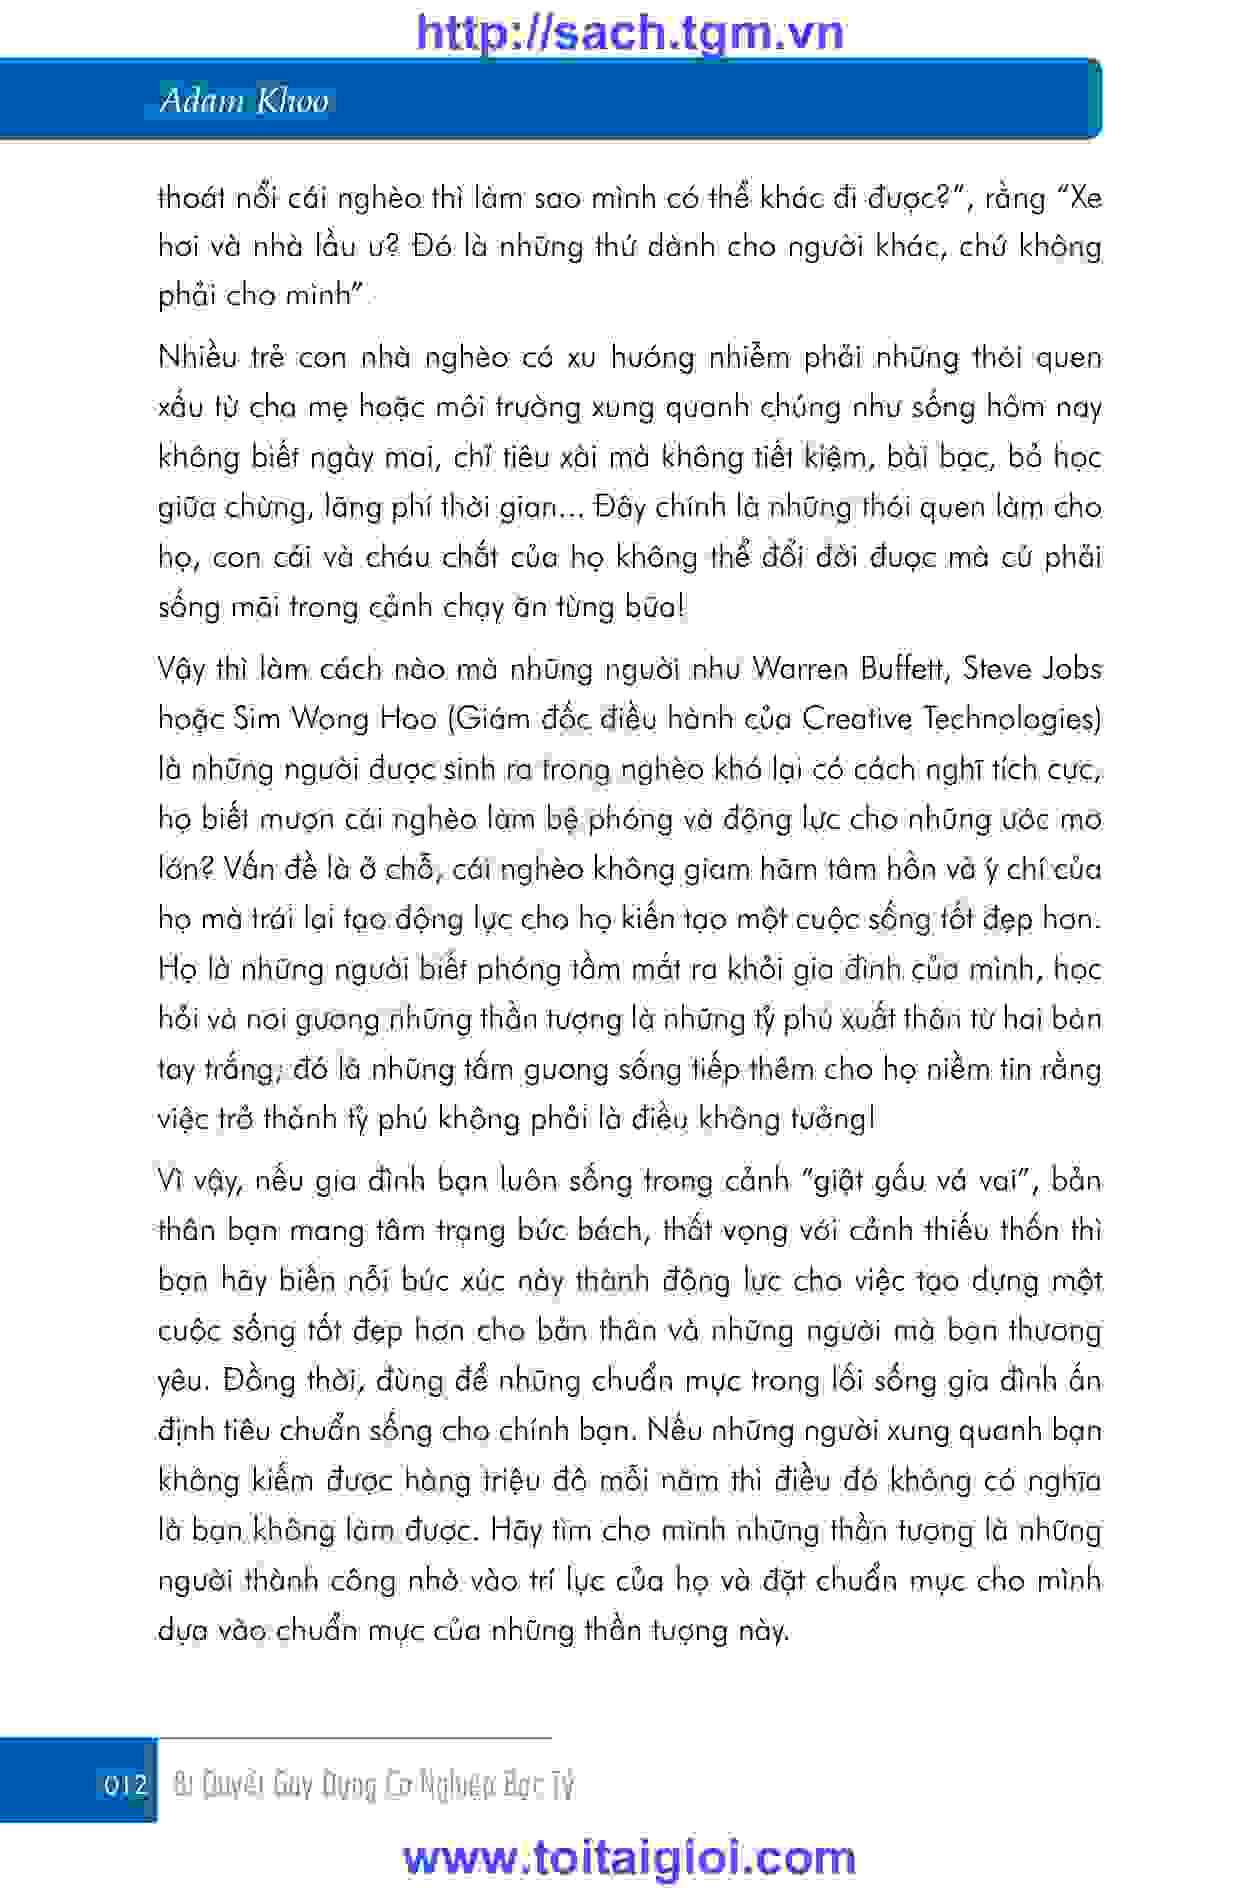 http://sach.tgm.vn
Adam Khoo
thoát nổi cái nghèo thì làm sao mình có thể khác đi được?”, rằng “Xe
hơi và nhà lầu ư? Đó là những thứ dành cho người khác, chứ không
phải cho mình”
Nhiều trẻ con nhà nghèo có xu hướng nhiễm phải những thói quen
xấu từ cha mẹ hoặc môi trường xung quanh chúng như sống hôm nay
không biết ngày mai, chỉ tiêu xài mà không tiết kiệm, bài bạc, bỏ học
giữa chừng, lãng phí thời gian... Đây chính là những thói quen làm cho
họ, con cái và cháu chắt của họ không thể đổi đời được mà cứ phải
sống mãi trong cảnh chạy ăn từng bữa!
Vậy thì làm cách nào mà những người như Warren Buffett, Steve Jobs
hoặc Sim Wong Hoo (Giám đốc điều hành của Creative Technologies)
là những người được sinh ra trong nghèo khó lại có cách nghĩ tích cực,
họ biết mượn cái nghèo làm bệ phóng và động lực cho những ước mơ
lớn? Vấn đề là ở chỗ, cái nghèo không giam hãm tâm hồn và ý chí của
họ mà trái lại tạo động lực cho họ kiến tạo một cuộc sống tốt đẹp hơn.
Họ là những người biết phóng tầm mắt ra khỏi gia đình của mình, học
hỏi và noi gương những thần tượng là những tỷ phú xuất thân từ hai bàn
tay trắng; đó là những tấm gương sống tiếp thêm cho họ niềm tin rằng
việc trở thành tỷ phú không phải là điều không tưởng!
Vì vậy, nếu gia đình bạn luôn sống trong cảnh “giật gấu vá vai”, bản
thân bạn mang tâm trạng bức bách, thất vọng với cảnh thiếu thốn thì
bạn hãy biến nỗi bức xúc này thành động lực cho việc tạo dựng một
cuộc sống tốt đẹp hơn cho bản thân và những người mà bạn thương
yêu. Đồng thời, đừng để những chuẩn mực trong lối sống gia đình ấn
định tiêu chuẩn sống cho chính bạn. Nếu những người xung quanh bạn
không kiếm được hàng triệu đô mỗi năm thì điều đó không có nghĩa
là bạn không làm được. Hãy tìm cho mình những thần tượng là những
người thành công nhờ vào trí lực của họ và đặt chuẩn mực cho mình
dựa vào chuẩn mực của những thần tượng này.
012 Bí Quyết Gây Dựng Cơ Nghiệp Bạc Tỷ
www.toitaigioi.com